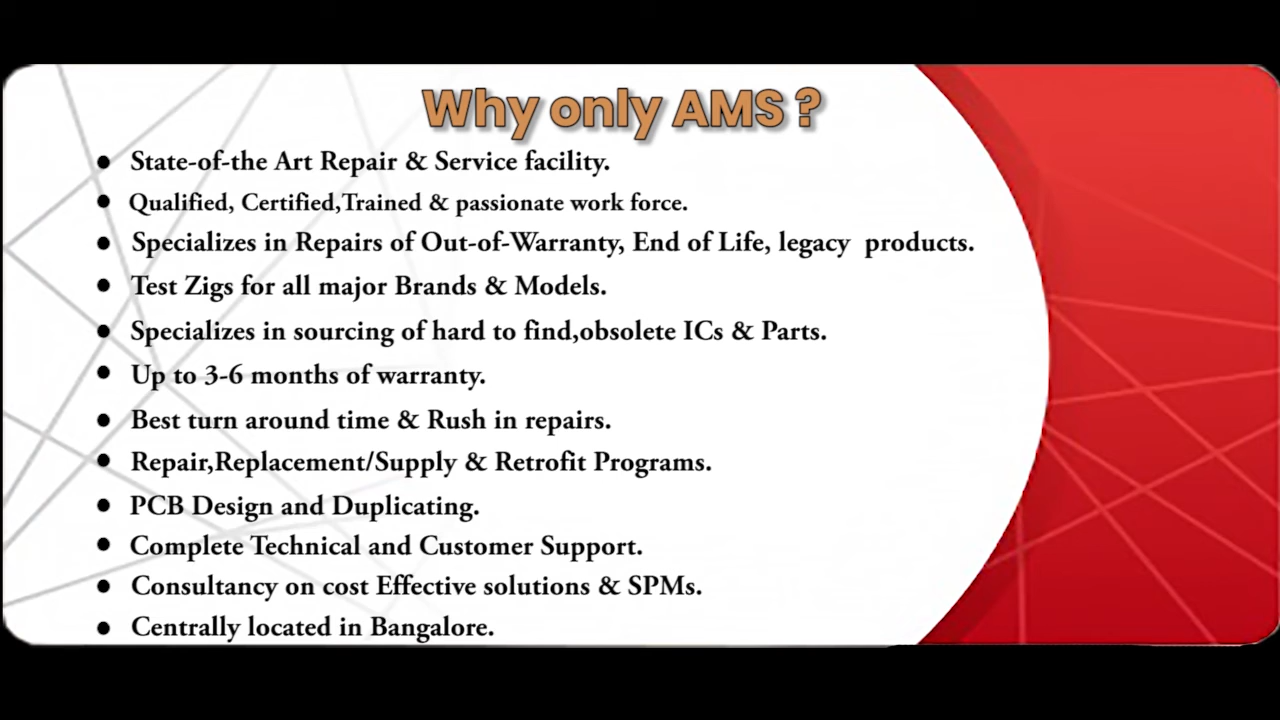 Why only AMS ?
State-of-the Art Repair & Service facility.
Qualified, Certified,Trained & passionate work force.
Specializes in Repairs of Out-of-Warranty, End of Life, legacy  products.
Test Zigs for all major Brands & Models.
Specializes in sourcing of hard to find,obsolete ICs & Parts.
Up to 3-6 months of warranty.
Best turn around time & Rush in repairs.
Repair,Replacement/Supply & Retrofit Programs.
PCB Design and Duplicating.
Complete Technical and Customer Support.
Consultancy on cost Effective solutions & SPMs.
Centrally located in Bangalore.